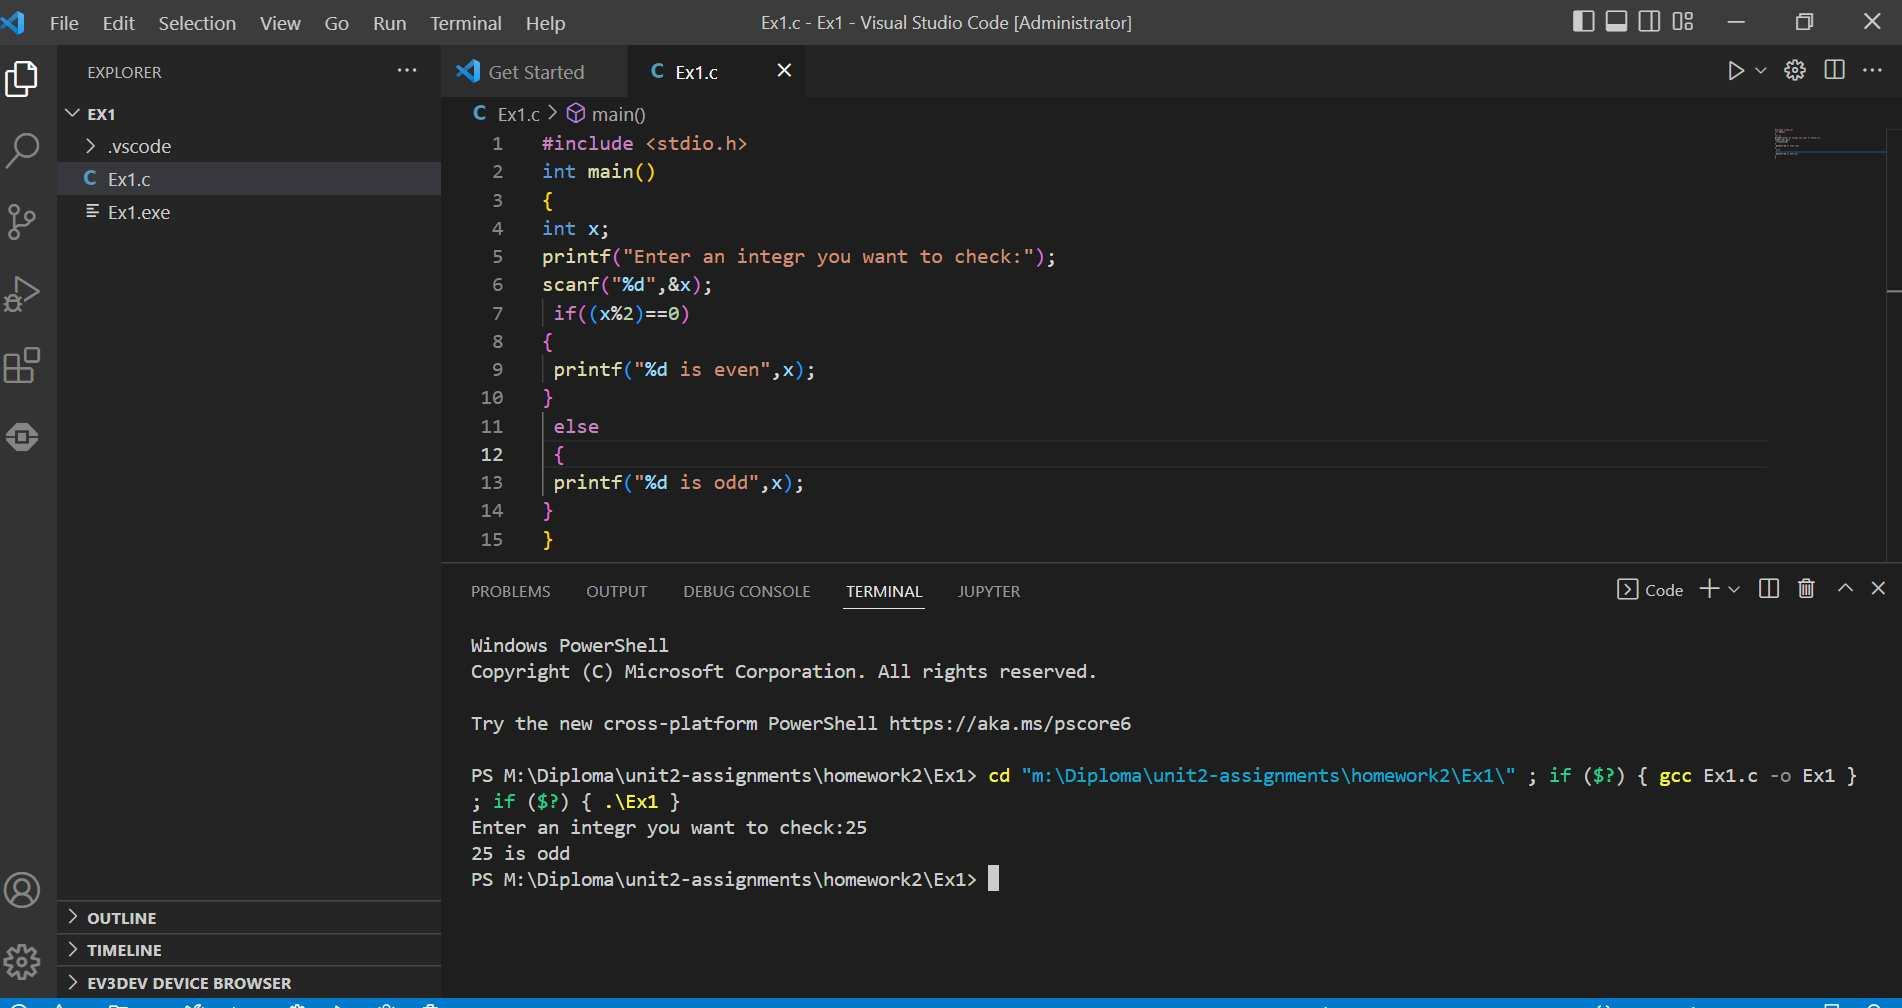 File Edit Selection View Go Run Terminal Help
Ex1.c - Ex1 - Visual Studio Code [Administrator]
EXPLORER
EX1
.vscode
C Ex1.c
Ex1.exe
OUTLINE
TIMELINE
EV3DEV DEVICE BROWSER
Get Started
C Ex1.c
C Ex1.c > main()
1 #include <stdio.h>
2 int main()
3 {
4 int x;
5 printf("Enter an integr you want to check:");
6 scanf("%d",&x);
7 if((x%2)==0)
8 {
9 printf("%d is even",x);
10 }
11 else
12 {
13 printf("%d is odd",x);
14 }
15 }
PROBLEMS OUTPUT DEBUG CONSOLE TERMINAL JUPYTER
Code
Windows PowerShell
Copyright (C) Microsoft Corporation. All rights reserved.
Try the new cross-platform PowerShell https://aka.ms/pscore6
PS M:\Diploma\unit2-assignments\homework2\Ex1> cd "m:\Diploma\unit2-assignments\homework2\Ex1\" ; if ($?) { gcc Ex1.c -o Ex1 }
; if ($?) { .\Ex1 }
Enter an integr you want to check:25
25 is odd
PS M:\Diploma\unit2-assignments\homework2\Ex1>